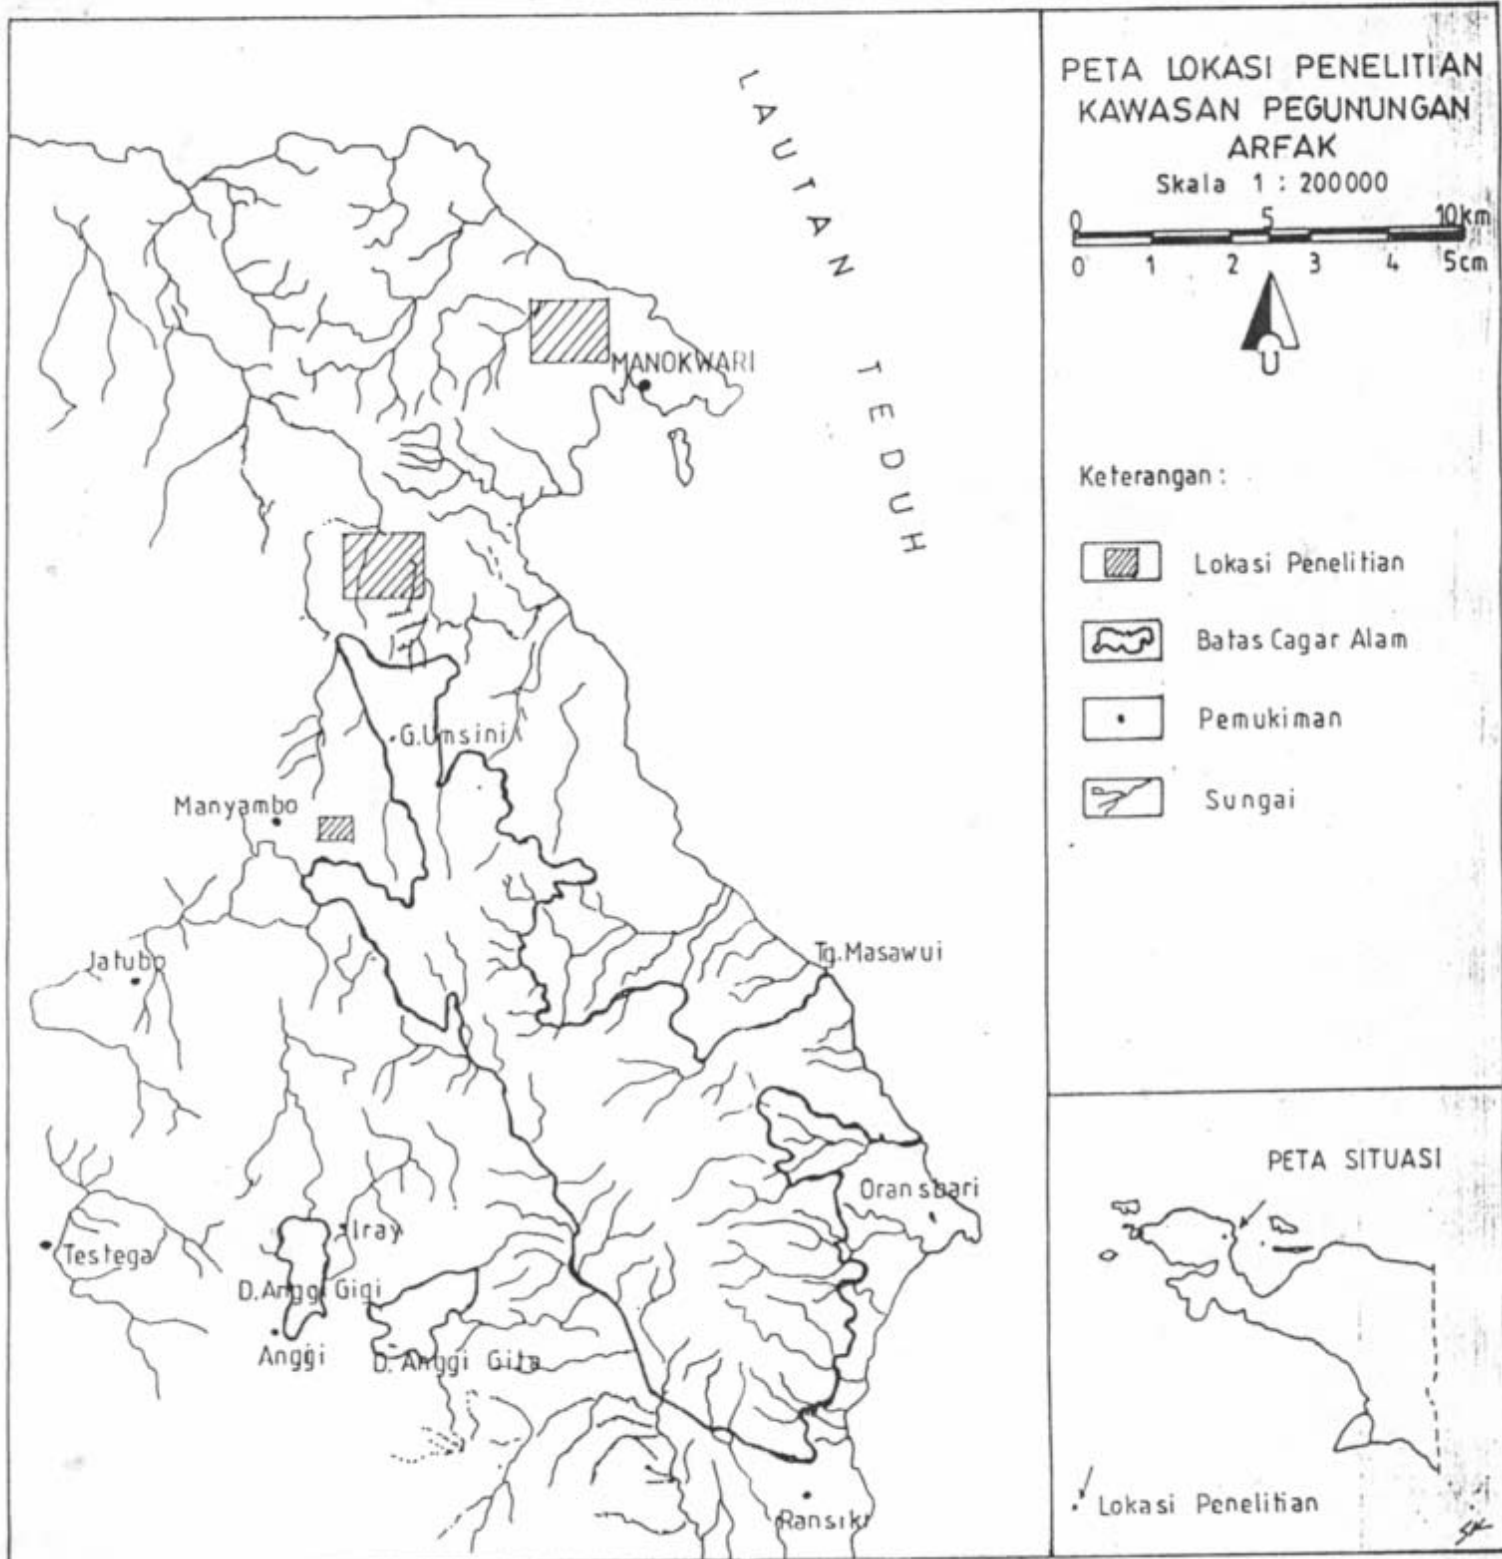 PETA LOKASI PENELITIAN
KAWASAN PEGUNUNGAN
ARFAK
Skala 1 : 200000
0 5 10km
0 1 2 3 4 5cm
U
Keterangan :
Lokasi Penelitian
Batas Cagar Alam
Pemukiman
Sungai
PETA SITUASI
Lokasi Penelitian
LAUTAN TEDUH
MANOKWARI
G.Umsini
Manyambo
Jatubo
Tg.Masawui
Oransbari
Iray
Testega
D.Anggi Gigi
Anggi
D. Anggi Gita
Ransiki